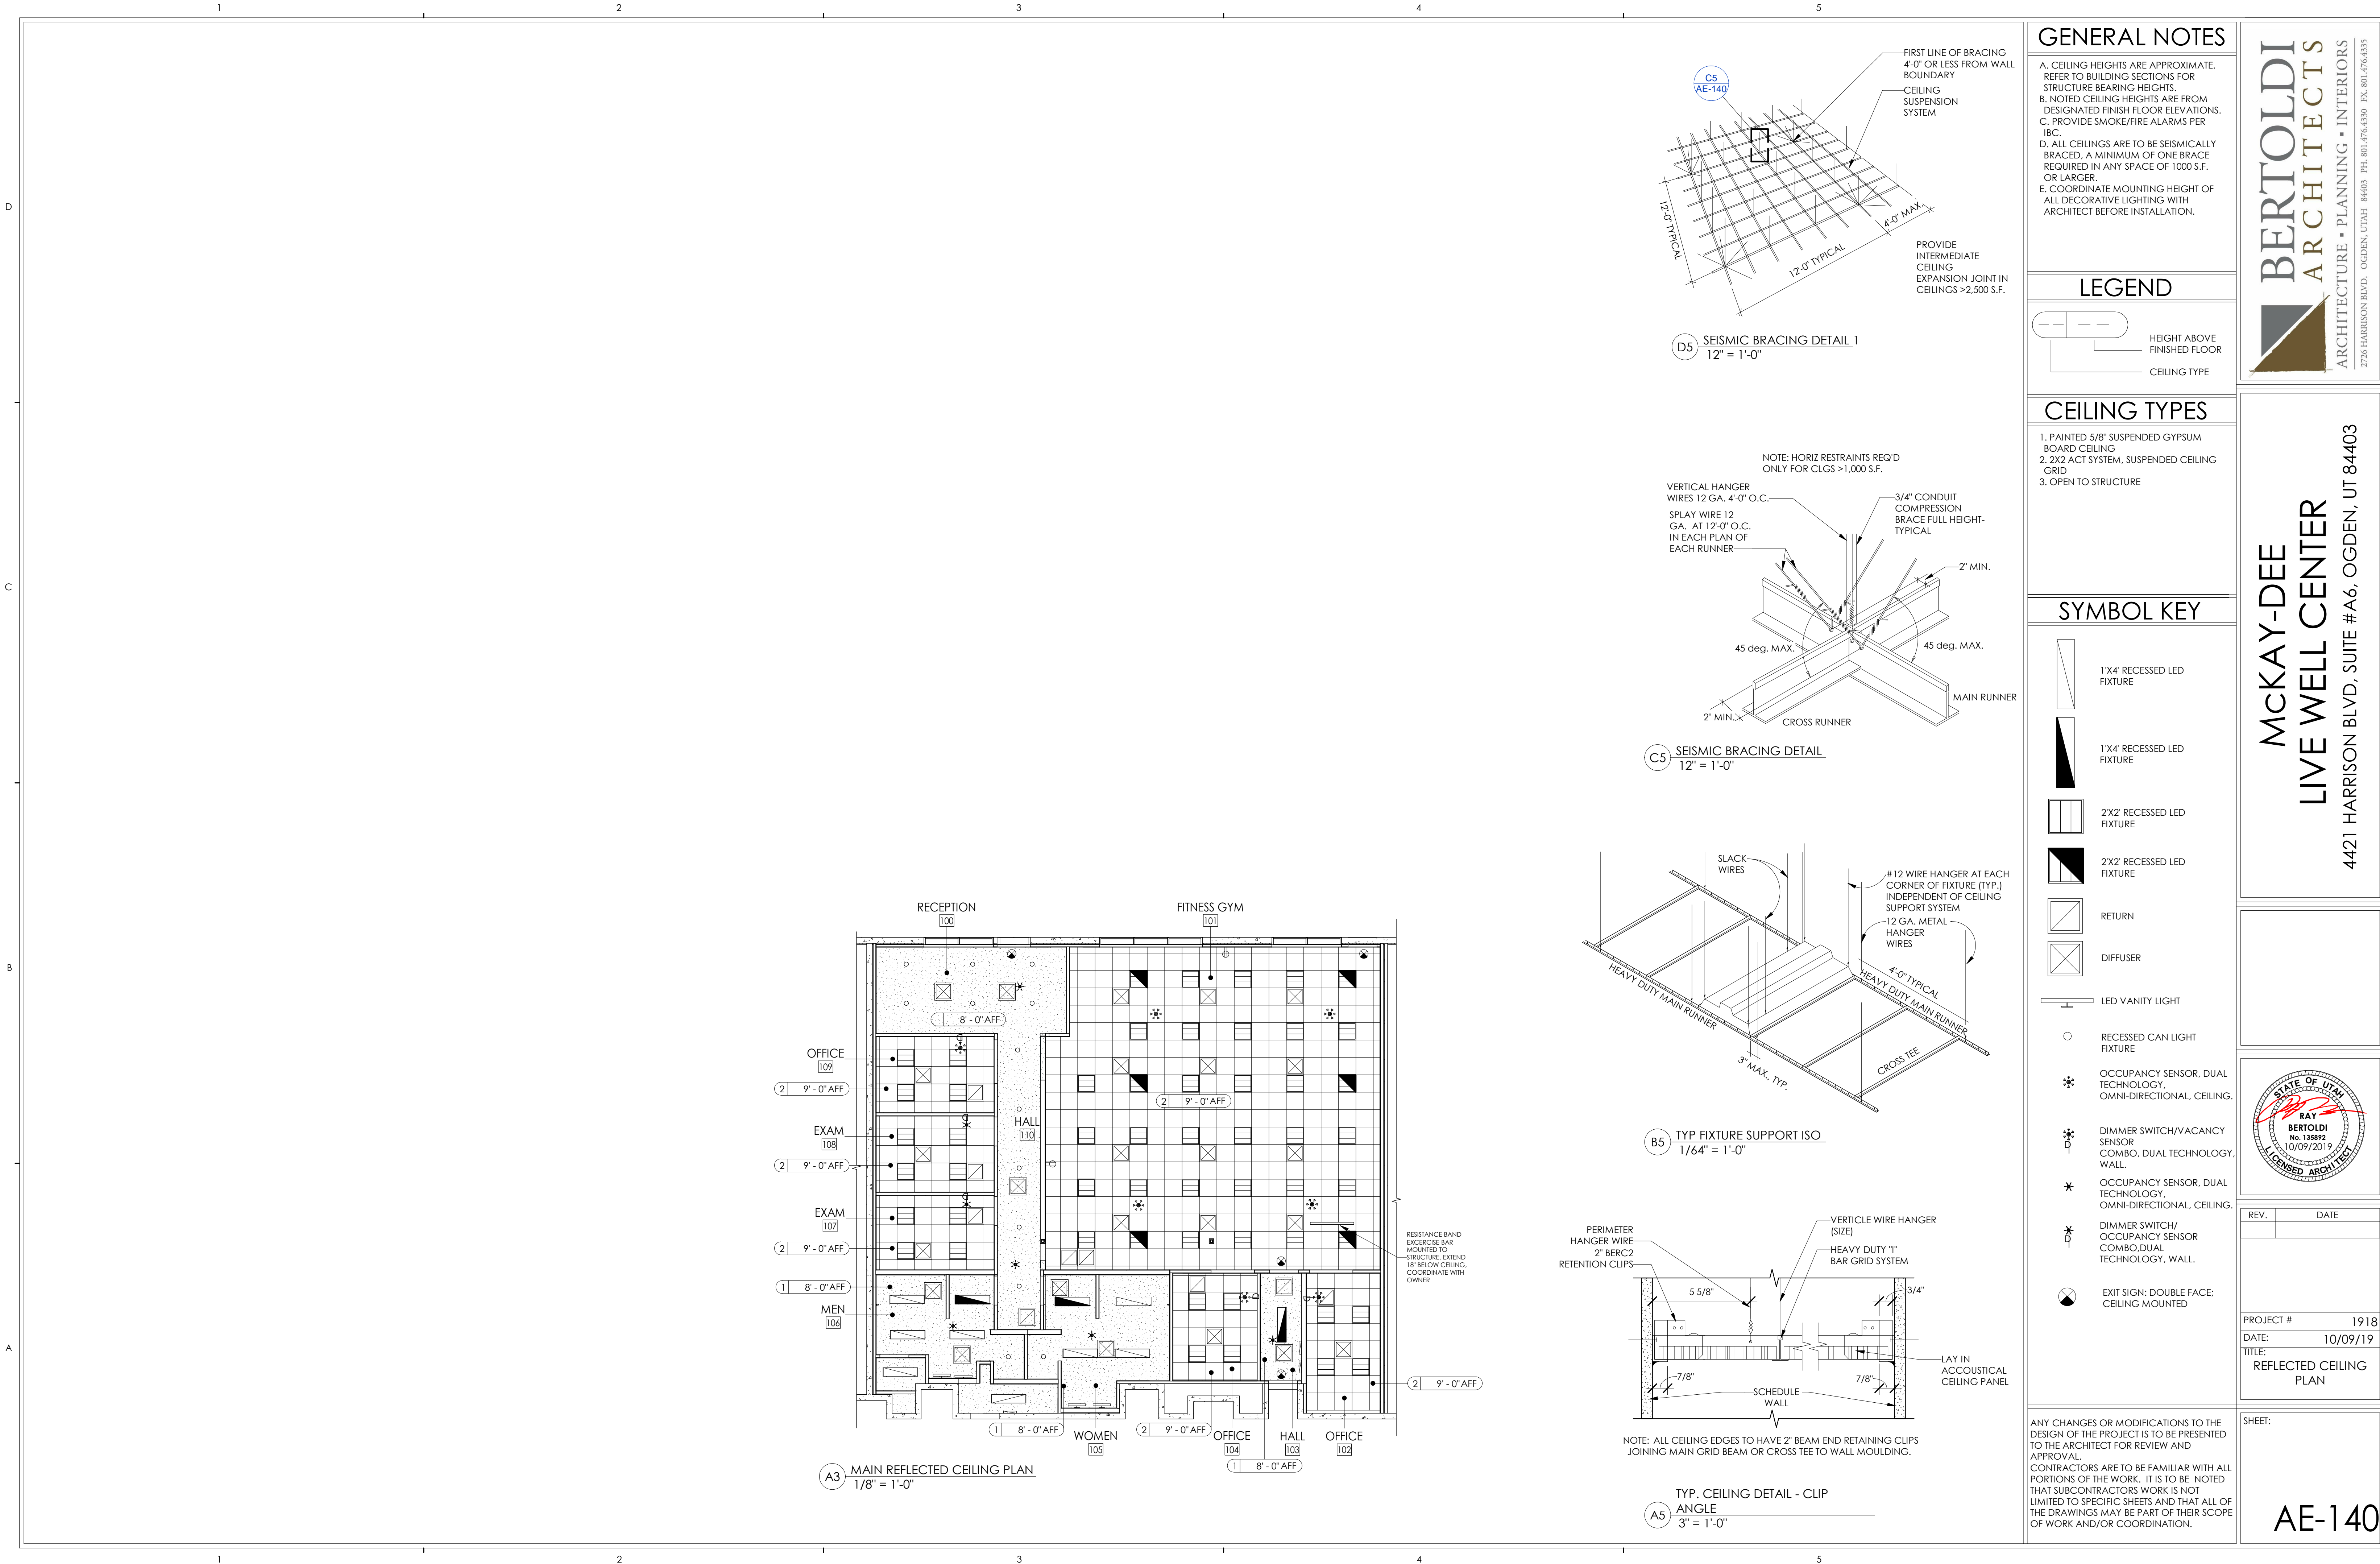 1
2
3
4
5
D
C
B
A
FIRST LINE OF BRACING
4'-0" OR LESS FROM WALL
BOUNDARY
CEILING
SUSPENSION
SYSTEM
C5
AE-140
12'-0" TYPICAL
12'-0" TYPICAL
4'-0" MAX.
PROVIDE
INTERMEDIATE
CEILING
EXPANSION JOINT IN
CEILINGS >2,500 S.F.
D5
SEISMIC BRACING DETAIL 1
12" = 1'-0"
NOTE: HORIZ RESTRAINTS REQ'D
ONLY FOR CLGS >1,000 S.F.
VERTICAL HANGER
WIRES 12 GA. 4'-0" O.C.
SPLAY WIRE 12
GA. AT 12'-0" O.C.
IN EACH PLAN OF
EACH RUNNER
3/4" CONDUIT
COMPRESSION
BRACE FULL HEIGHT-
TYPICAL
2" MIN.
45 deg. MAX.
45 deg. MAX.
MAIN RUNNER
2" MIN.
CROSS RUNNER
C5
SEISMIC BRACING DETAIL
12" = 1'-0"
SLACK
WIRES
#12 WIRE HANGER AT EACH
CORNER OF FIXTURE (TYP.)
INDEPENDENT OF CEILING
SUPPORT SYSTEM
12 GA. METAL
HANGER
WIRES
4'-0" TYPICAL
HEAVY DUTY MAIN RUNNER
HEAVY DUTY MAIN RUNNER
3" MAX., TYP.
CROSS TEE
B5
TYP FIXTURE SUPPORT ISO
1/64" = 1'-0"
PERIMETER
HANGER WIRE
2" BERC2
RETENTION CLIPS
VERTICLE WIRE HANGER
(SIZE)
HEAVY DUTY "I"
BAR GRID SYSTEM
5 5/8"
3/4"
7/8"
7/8"
LAY IN
ACCOUSTICAL
CEILING PANEL
SCHEDULE
WALL
NOTE: ALL CEILING EDGES TO HAVE 2" BEAM END RETAINING CLIPS
JOINING MAIN GRID BEAM OR CROSS TEE TO WALL MOULDING.
A5
TYP. CEILING DETAIL - CLIP
ANGLE
3" = 1'-0"
RECEPTION
100
FITNESS GYM
101
8' - 0" AFF
OFFICE
109
2 9' - 0" AFF
2 9' - 0" AFF
EXAM
108
HALL
110
2 9' - 0" AFF
EXAM
107
2 9' - 0" AFF
RESISTANCE BAND
EXCERCISE BAR
MOUNTED TO
STRUCTURE, EXTEND
18" BELOW CEILING,
COORDINATE WITH
OWNER
1 8' - 0" AFF
MEN
106
2 9' - 0" AFF
1 8' - 0" AFF
WOMEN
105
2 9' - 0" AFF
OFFICE
104
HALL
103
OFFICE
102
1 8' - 0" AFF
A3
MAIN REFLECTED CEILING PLAN
1/8" = 1'-0"
GENERAL NOTES
A. CEILING HEIGHTS ARE APPROXIMATE.
REFER TO BUILDING SECTIONS FOR
STRUCTURE BEARING HEIGHTS.
B. NOTED CEILING HEIGHTS ARE FROM
DESIGNATED FINISH FLOOR ELEVATIONS.
C. PROVIDE SMOKE/FIRE ALARMS PER
IBC.
D. ALL CEILINGS ARE TO BE SEISMICALLY
BRACED, A MINIMUM OF ONE BRACE
REQUIRED IN ANY SPACE OF 1000 S.F.
OR LARGER.
E. COORDINATE MOUNTING HEIGHT OF
ALL DECORATIVE LIGHTING WITH
ARCHITECT BEFORE INSTALLATION.
LEGEND
HEIGHT ABOVE
FINISHED FLOOR
CEILING TYPE
CEILING TYPES
1. PAINTED 5/8" SUSPENDED GYPSUM
BOARD CEILING
2. 2X2 ACT SYSTEM, SUSPENDED CEILING
GRID
3. OPEN TO STRUCTURE
SYMBOL KEY
1'X4' RECESSED LED
FIXTURE
1'X4' RECESSED LED
FIXTURE
2'X2' RECESSED LED
FIXTURE
2'X2' RECESSED LED
FIXTURE
RETURN
DIFFUSER
LED VANITY LIGHT
RECESSED CAN LIGHT
FIXTURE
OCCUPANCY SENSOR, DUAL
TECHNOLOGY,
OMNI-DIRECTIONAL, CEILING.
D
DIMMER SWITCH/VACANCY
SENSOR
COMBO, DUAL TECHNOLOGY,
WALL.
OCCUPANCY SENSOR, DUAL
TECHNOLOGY,
OMNI-DIRECTIONAL, CEILING.
D
DIMMER SWITCH/
OCCUPANCY SENSOR
COMBO,DUAL
TECHNOLOGY, WALL.
EXIT SIGN: DOUBLE FACE;
CEILING MOUNTED
ANY CHANGES OR MODIFICATIONS TO THE
DESIGN OF THE PROJECT IS TO BE PRESENTED
TO THE ARCHITECT FOR REVIEW AND
APPROVAL.
CONTRACTORS ARE TO BE FAMILIAR WITH ALL
PORTIONS OF THE WORK. IT IS TO BE NOTED
THAT SUBCONTRACTORS WORK IS NOT
LIMITED TO SPECIFIC SHEETS AND THAT ALL OF
THE DRAWINGS MAY BE PART OF THEIR SCOPE
OF WORK AND/OR COORDINATION.
BERTOLDI
ARCHITECTS
ARCHITECTURE ▪ PLANNING ▪ INTERIORS
2726 HARRISON BLVD. OGDEN, UTAH 84403 PH. 801.476.4330 FX. 801.476.4335
McKAY-DEE
LIVE WELL CENTER
4421 HARRISON BLVD, SUITE #A6, OGDEN, UT 84403
STATE OF UTAH
RAY
BERTOLDI
No. 135892
10/09/2019
LICENSED ARCHITECT
REV. DATE
PROJECT # 1918
DATE: 10/09/19
TITLE:
REFLECTED CEILING
PLAN
SHEET:
AE-140
1
2
3
4
5